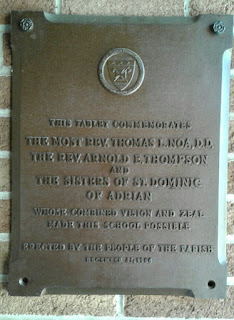 THIS TABLET COMMEMORATES
THE MOST REV. THOMAS L. NOA, D.D.
THE REV. ARNOLD E. THOMPSON
AND
THE SISTERS OF ST. DOMINIC
OF ADRIAN
WHOSE COMBINED VISION AND ZEAL
MADE THIS SCHOOL POSSIBLE
ERECTED BY THE PEOPLE OF THE PARISH
DECEMBER